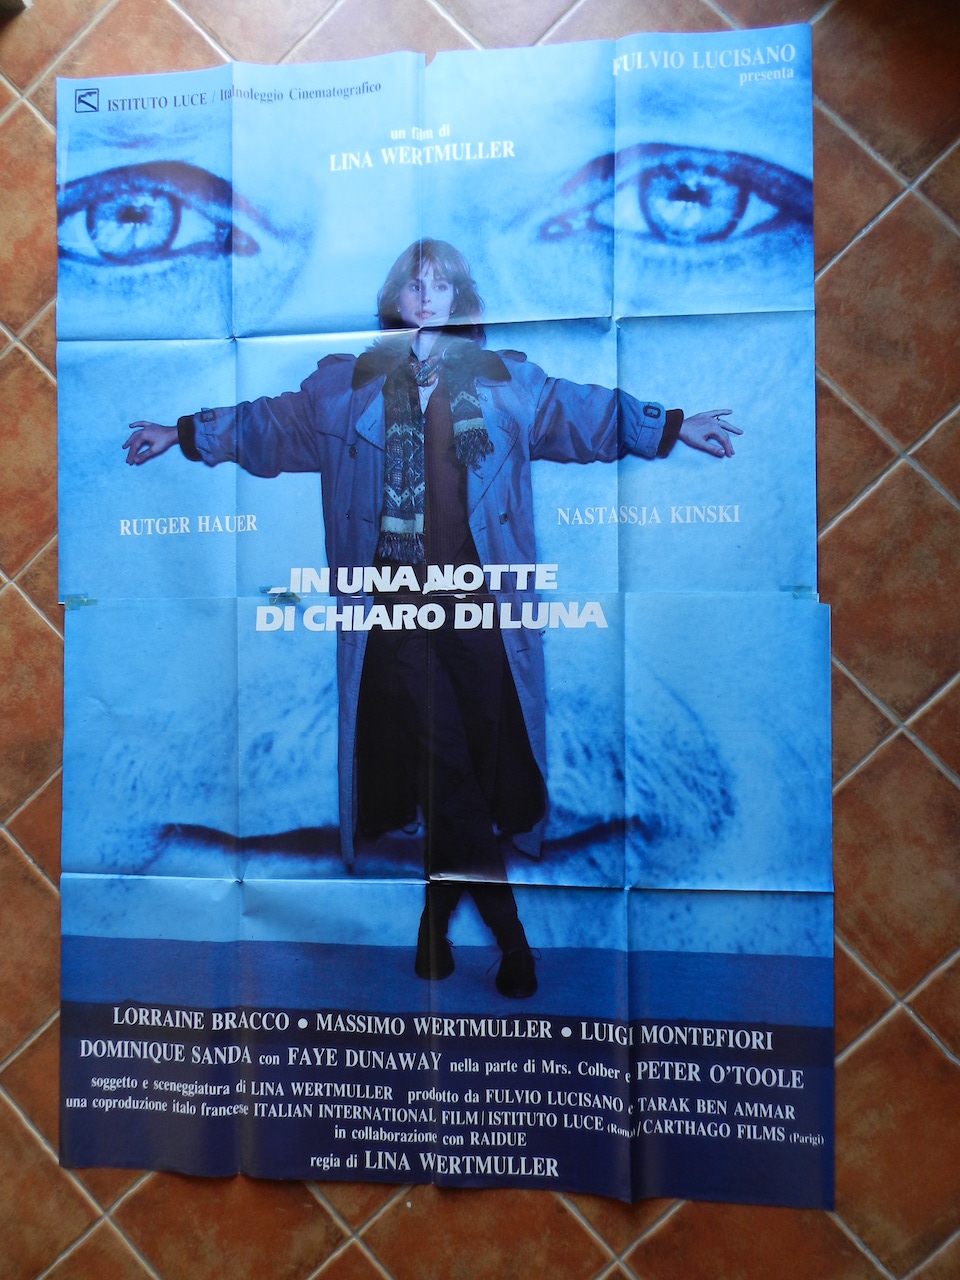 ISTITUTO LUCE / Italnoleggio Cinematografico
FULVIO LUCISANO
presenta
un film di
LINA WERTMULLER
RUTGER HAUER
NASTASSJA KINSKI
...IN UNA NOTTE
DI CHIARO DI LUNA
LORRAINE BRACCO • MASSIMO WERTMULLER • LUIGI MONTEFIORI
DOMINIQUE SANDA con FAYE DUNAWAY nella parte di Mrs. Colber e PETER O'TOOLE
soggetto e sceneggiatura di LINA WERTMULLER prodotto da FULVIO LUCISANO e TARAK BEN AMMAR
una coproduzione italo francese ITALIAN INTERNATIONAL FILM / ISTITUTO LUCE (Roma) / CARTHAGO FILMS (Parigi)
in collaborazione con RAIDUE
regia di LINA WERTMULLER